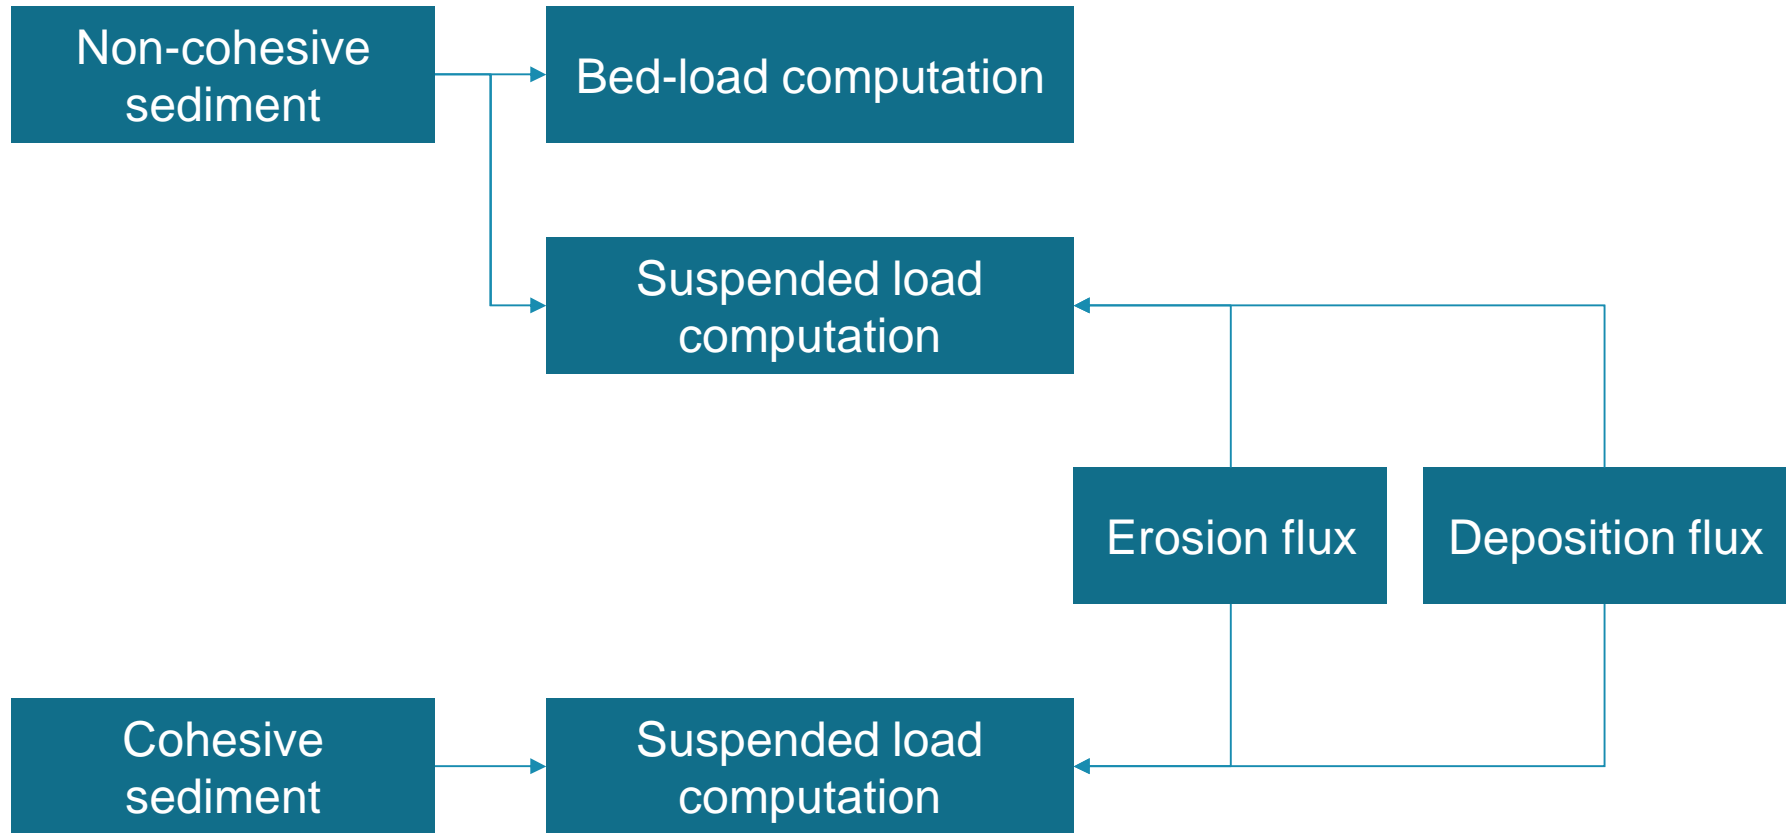 Non-cohesive
sediment
Bed-load computation
Suspended load
computation
Erosion flux
Deposition flux
Cohesive
sediment
Suspended load
computation